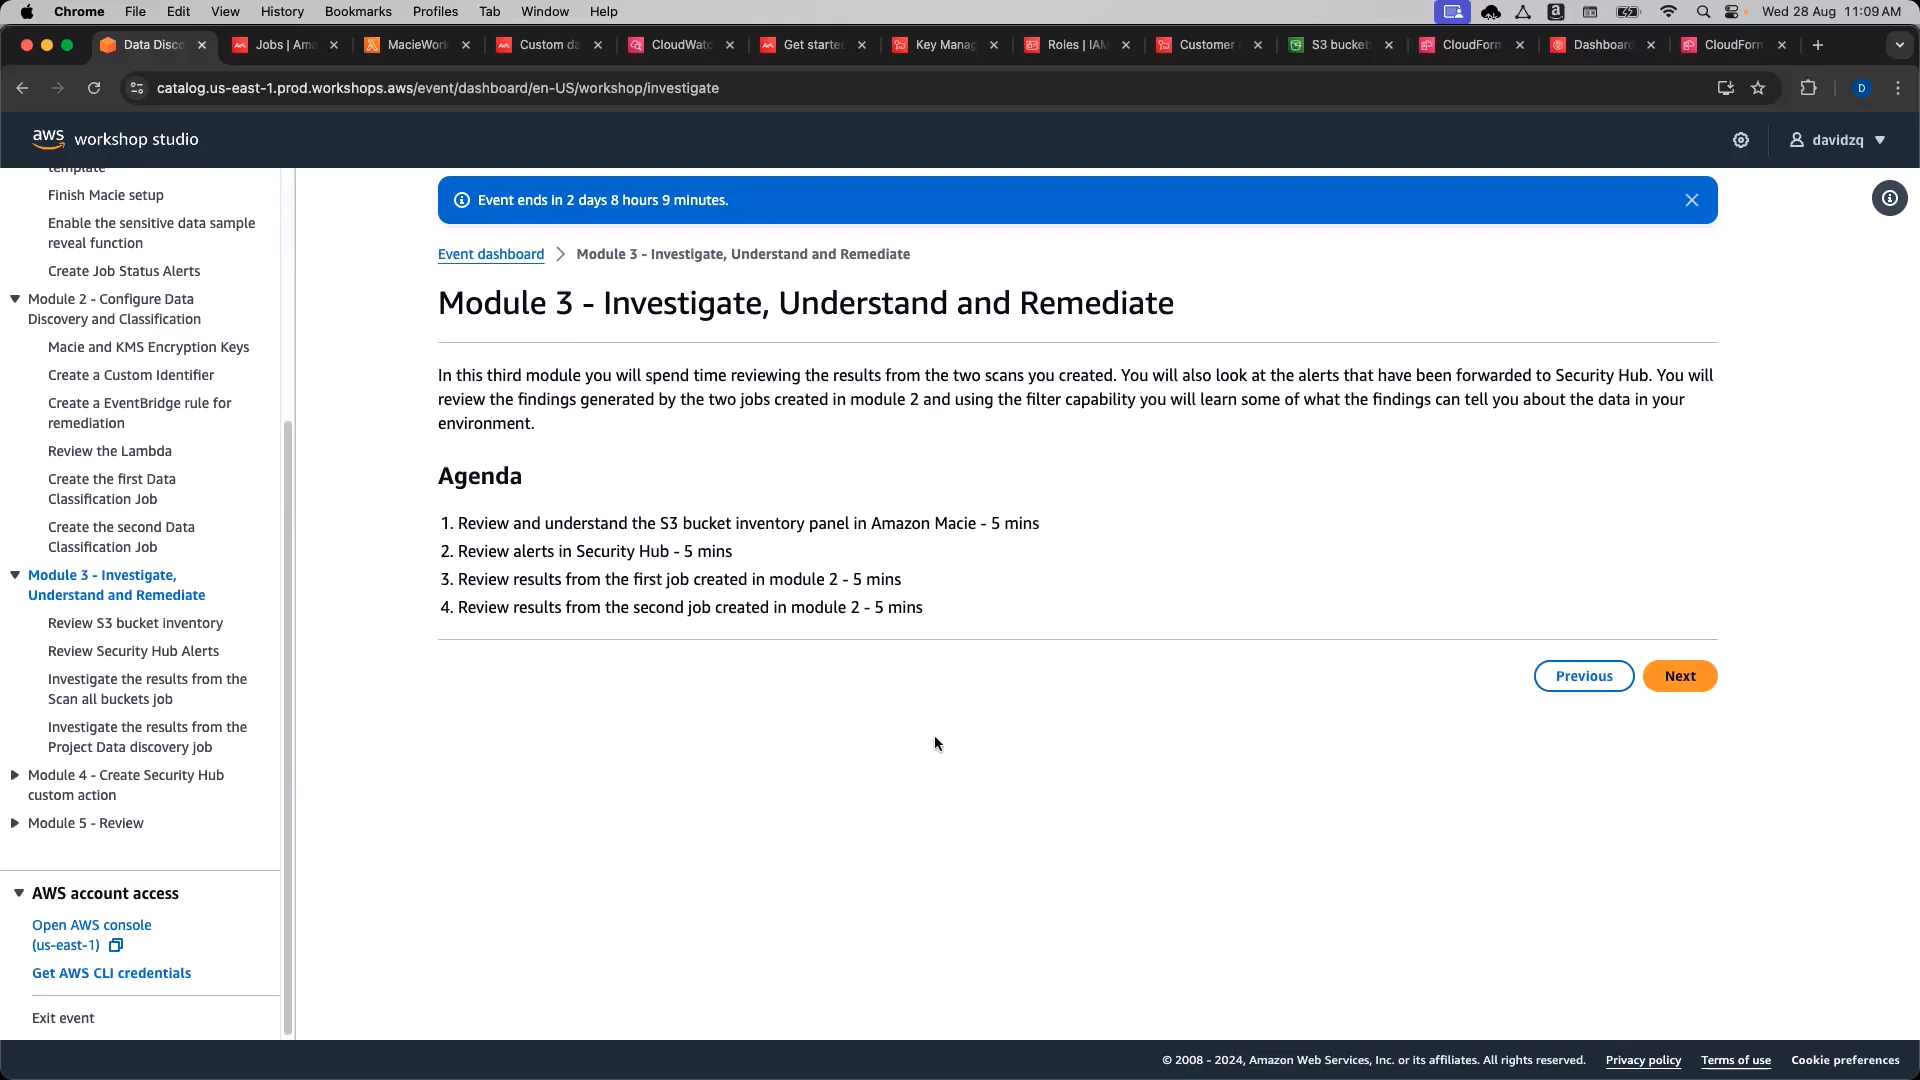 Chrome File Edit View History Bookmarks Profiles Tab Window Help Wed 28 Aug 11:09 AM
Data Disco Jobs | Ama MacieWor Custom da CloudWat Get starte Key Manag Roles | IAM Customer S3 bucket CloudForm Dashboard CloudForm
catalog.us-east-1.prod.workshops.aws/event/dashboard/en-US/workshop/investigate D
aws workshop studio davidzq
template
Finish Macie setup
Enable the sensitive data sample
reveal function
Create Job Status Alerts
Module 2 - Configure Data
Discovery and Classification
Macie and KMS Encryption Keys
Create a Custom Identifier
Create a EventBridge rule for
remediation
Review the Lambda
Create the first Data
Classification Job
Create the second Data
Classification Job
Module 3 - Investigate,
Understand and Remediate
Review S3 bucket inventory
Review Security Hub Alerts
Investigate the results from the
Scan all buckets job
Investigate the results from the
Project Data discovery job
Module 4 - Create Security Hub
custom action
Module 5 - Review
AWS account access
Open AWS console
(us-east-1)
Get AWS CLI credentials
Exit event
Event ends in 2 days 8 hours 9 minutes.
Event dashboard Module 3 - Investigate, Understand and Remediate
Module 3 - Investigate, Understand and Remediate
In this third module you will spend time reviewing the results from the two scans you created. You will also look at the alerts that have been forwarded to Security Hub. You will
review the findings generated by the two jobs created in module 2 and using the filter capability you will learn some of what the findings can tell you about the data in your
environment.
Agenda
1. Review and understand the S3 bucket inventory panel in Amazon Macie - 5 mins
2. Review alerts in Security Hub - 5 mins
3. Review results from the first job created in module 2 - 5 mins
4. Review results from the second job created in module 2 - 5 mins
Previous Next
© 2008 - 2024, Amazon Web Services, Inc. or its affiliates. All rights reserved. Privacy policy Terms of use Cookie preferences